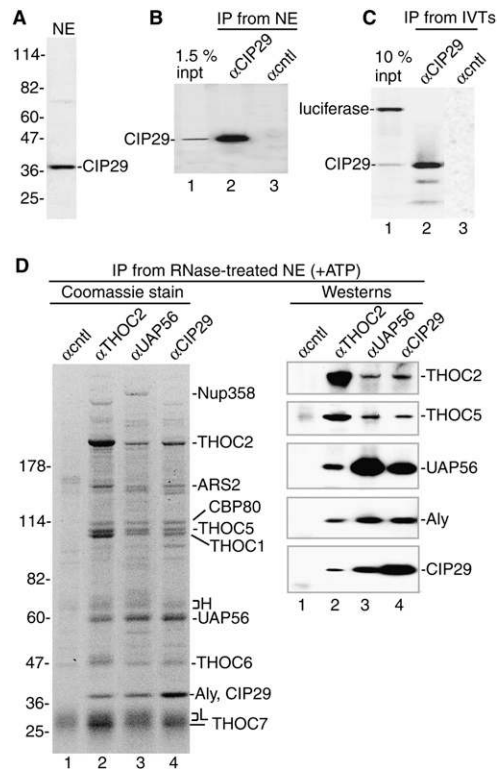 A
NE
114-
82-
60-
47-
36-
25-
-CIP29
B
IP from NE
1.5 %
inpt
αCIP29
αcntl
CIP29-
1 2 3
C
IP from IVTs
10 %
inpt
αCIP29
αcntl
luciferase-
CIP29-
1 2 3
D
IP from RNase-treated NE (+ATP)
Coomassie stain
αcntl
αTHOC2
αUAP56
αCIP29
178-
114-
82-
60-
47-
36-
25-
-Nup358
-THOC2
-ARS2
CBP80
-THOC5
THOC1
H
-UAP56
-THOC6
-Aly, CIP29
L
THOC7
1 2 3 4
Westerns
αcntl
αTHOC2
αUAP56
αCIP29
-THOC2
-THOC5
-UAP56
-Aly
-CIP29
1 2 3 4